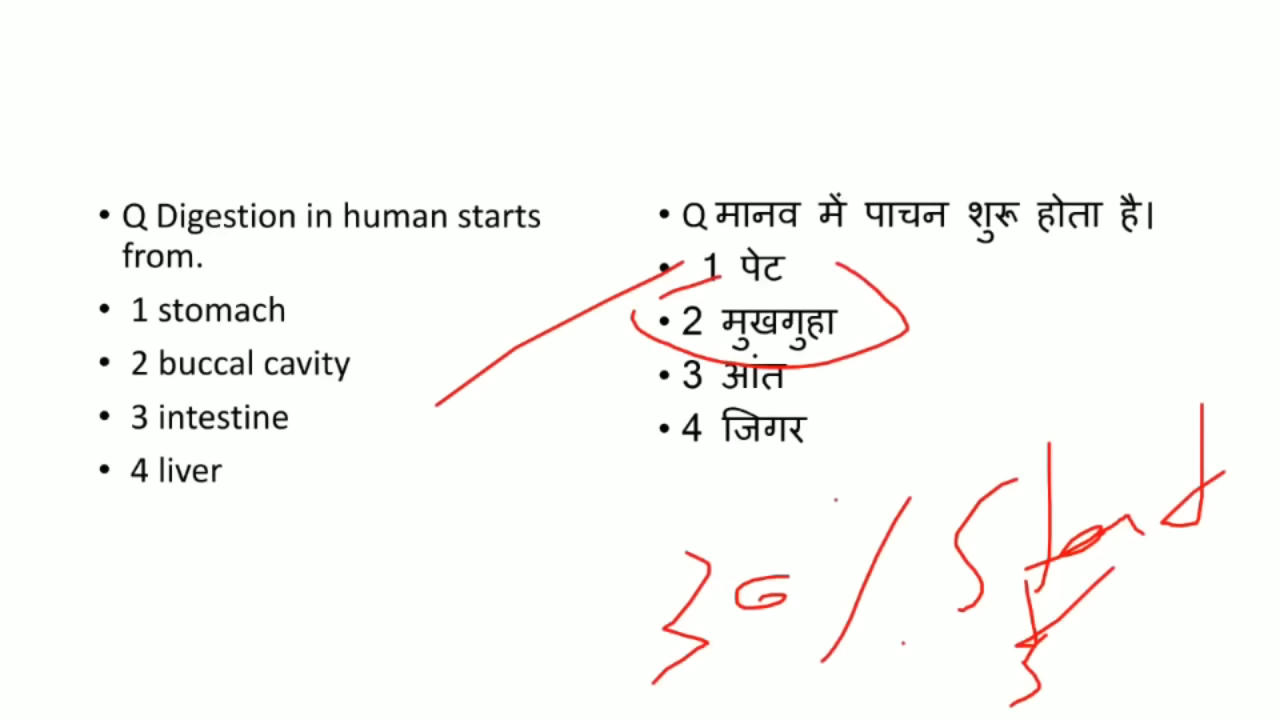 • Q Digestion in human starts
from.
• 1 stomach
• 2 buccal cavity
• 3 intestine
• 4 liver
• Q मानव में पाचन शुरू होता है।
• 1 पेट
• 2 मुखगुहा
• 3 आंत
• 4 जिगर
30 %